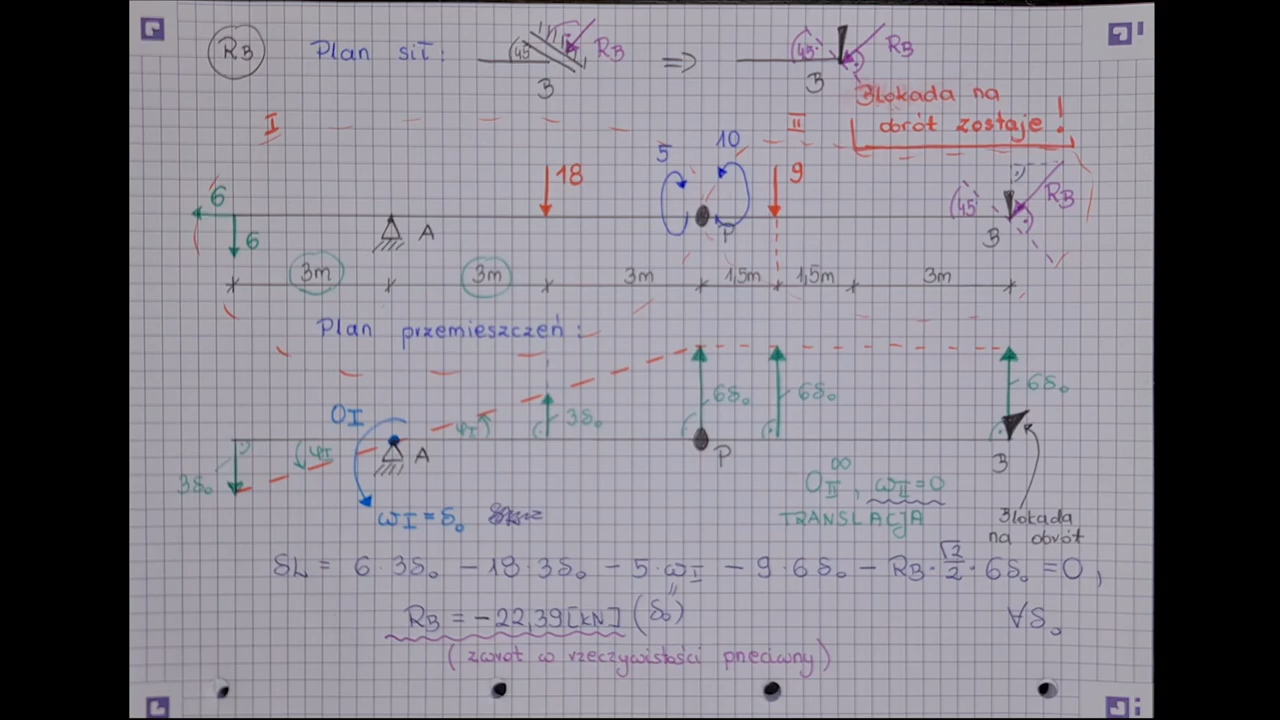 RB Plan sił: 45° RB ⇒ 45° RB
B B
Blokada na
obrót zostaje!
I II
5 10
6 18 9 45° RB
6 A P B
3m 3m 3m 1,5m 1,5m 3m
Plan przemieszczeń:
OI 3δ₀ 6δ₀ 6δ₀ 6δ₀
φI φI
3δ₀ A P B
O∞II, ωII=0
ωI = δ₀ TRANSLACJA Blokada
na obrót
δL = 6·3δ₀ − 18·3δ₀ − 5·ωI − 9·6δ₀ − RB·√2/2·6δ₀ = 0,
RB = −22,39[kN] (δ₀) ∀δ₀
(zwrot w rzeczywistości przeciwny)